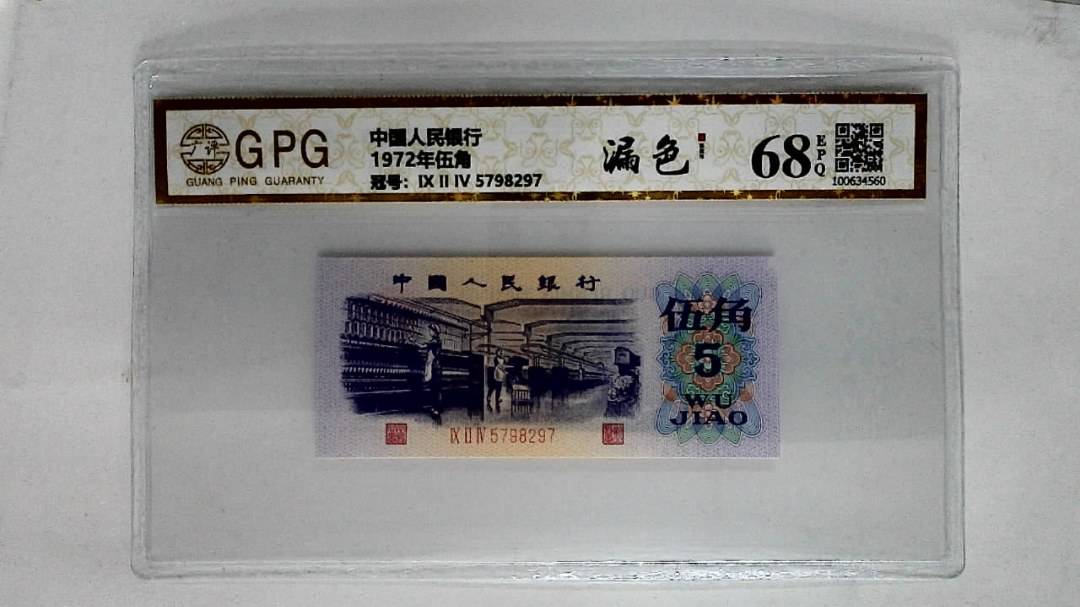 广评
GPG
GUANG PING GUARANTY
中国人民银行
1972年伍角
冠号: IX II IV 5798297
漏色
68
EPQ
100634560
中國人民銀行
伍角
5
WU
JIAO
IX II IV 5798297